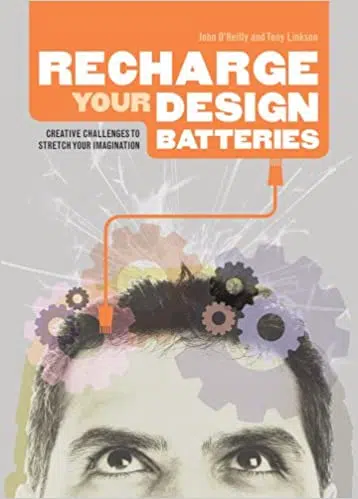 John O'Reilly and Tony Linkson
RECHARGE
YOUR DESIGN
BATTERIES
CREATIVE CHALLENGES TO
STRETCH YOUR IMAGINATION